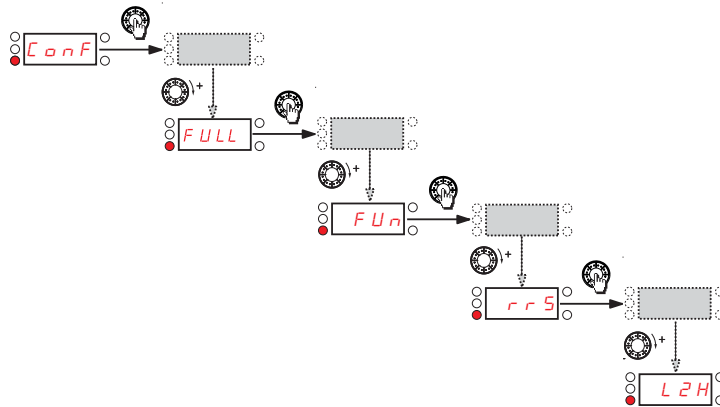 ConF
+
FULL
+
FUn
+
rrS
+
L2H